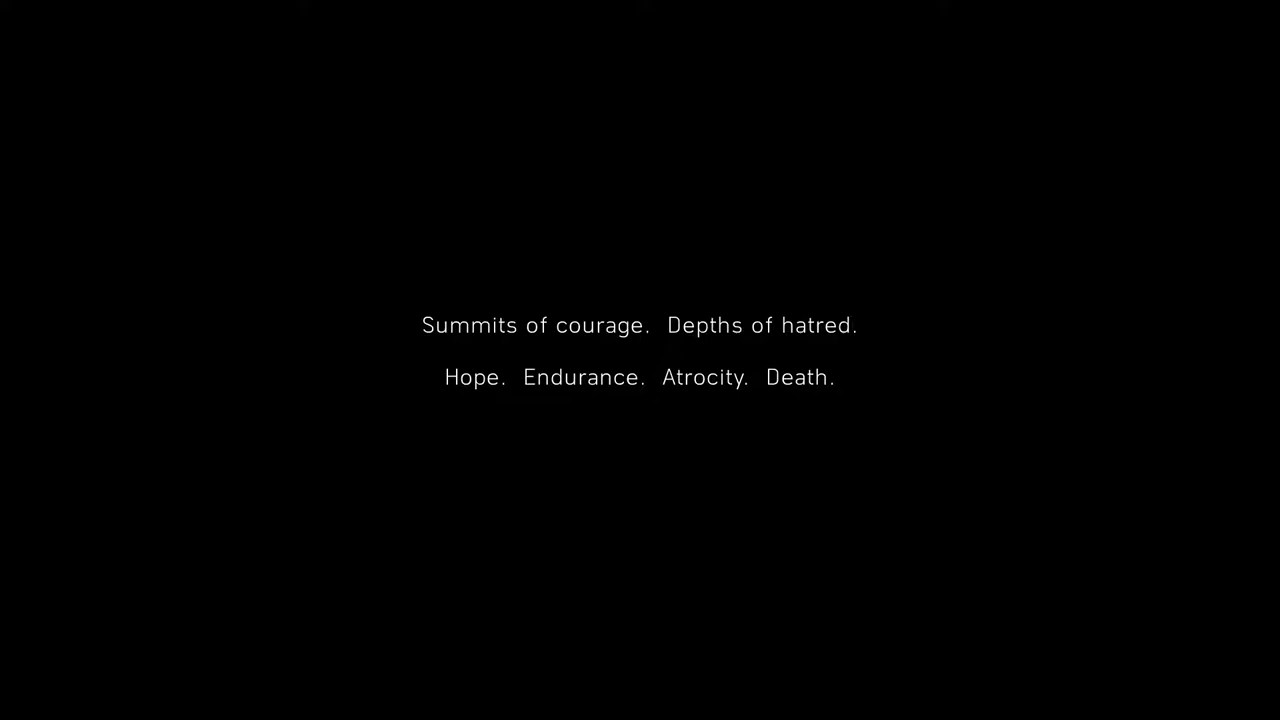 Summits of courage.  Depths of hatred.
Hope.  Endurance.  Atrocity.  Death.